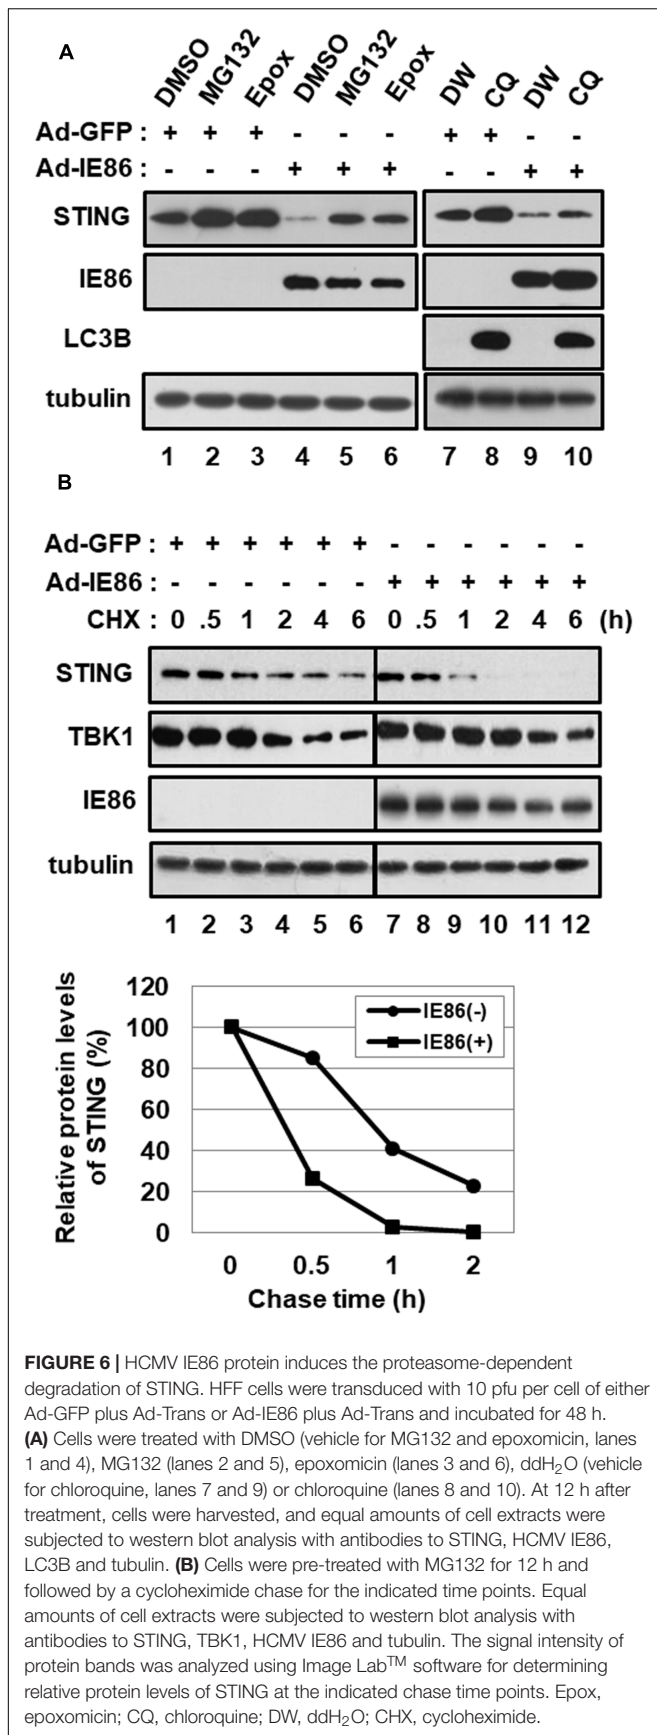 A
DMSO MG132 Epox DMSO MG132 Epox DW CQ DW CQ
Ad-GFP : + + + - - - + + - -
Ad-IE86 : - - - + + + - - + +
STING
IE86
LC3B
tubulin
1 2 3 4 5 6 7 8 9 10
B
Ad-GFP : + + + + + + - - - - - -
Ad-IE86 : - - - - - - + + + + + +
CHX : 0 .5 1 2 4 6 0 .5 1 2 4 6 (h)
STING
TBK1
IE86
tubulin
1 2 3 4 5 6 7 8 9 10 11 12
Relative protein levels
of STING (%)
120
100
80
60
40
20
0
IE86(-)
IE86(+)
0 0.5 1 2
Chase time (h)
FIGURE 6 | HCMV IE86 protein induces the proteasome-dependent
degradation of STING. HFF cells were transduced with 10 pfu per cell of either
Ad-GFP plus Ad-Trans or Ad-IE86 plus Ad-Trans and incubated for 48 h.
(A) Cells were treated with DMSO (vehicle for MG132 and epoxomicin, lanes
1 and 4), MG132 (lanes 2 and 5), epoxomicin (lanes 3 and 6), ddH₂O (vehicle
for chloroquine, lanes 7 and 9) or chloroquine (lanes 8 and 10). At 12 h after
treatment, cells were harvested, and equal amounts of cell extracts were
subjected to western blot analysis with antibodies to STING, HCMV IE86,
LC3B and tubulin. (B) Cells were pre-treated with MG132 for 12 h and
followed by a cycloheximide chase for the indicated time points. Equal
amounts of cell extracts were subjected to western blot analysis with
antibodies to STING, TBK1, HCMV IE86 and tubulin. The signal intensity of
protein bands was analyzed using Image Lab™ software for determining
relative protein levels of STING at the indicated chase time points. Epox,
epoxomicin; CQ, chloroquine; DW, ddH₂O; CHX, cycloheximide.